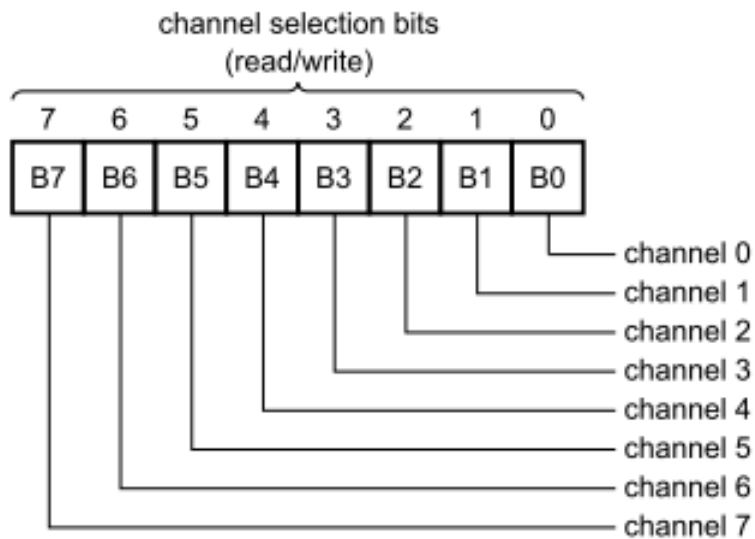 channel selection bits
(read/write)
7 6 5 4 3 2 1 0
B7 B6 B5 B4 B3 B2 B1 B0
channel 0
channel 1
channel 2
channel 3
channel 4
channel 5
channel 6
channel 7